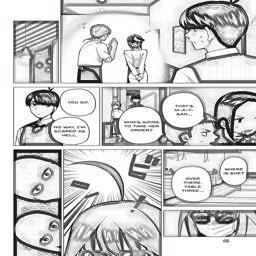 YOU GO.
NO WAY, I'M
SCARED AS
HELL.
WHO'S GOING
TO TAKE HER
ORDER?
THAT'S
M-A-Y-
SAN...
WHERE
IS SHE?
OVER
THERE.
TABLE
THREE...
66